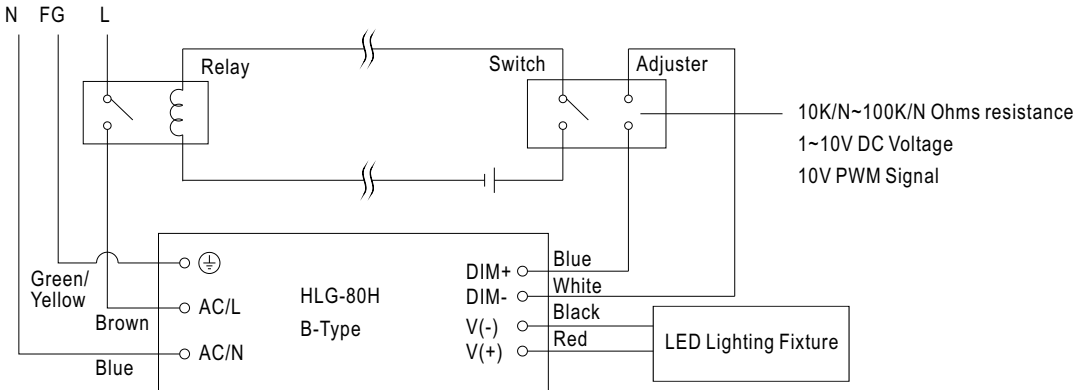 N FG L
Relay
Switch
Adjuster
10K/N~100K/N Ohms resistance
1~10V DC Voltage
10V PWM Signal
Green/
Yellow
Brown
Blue
AC/L
AC/N
HLG-80H
B-Type
DIM+
DIM-
V(-)
V(+)
Blue
White
Black
Red
LED Lighting Fixture